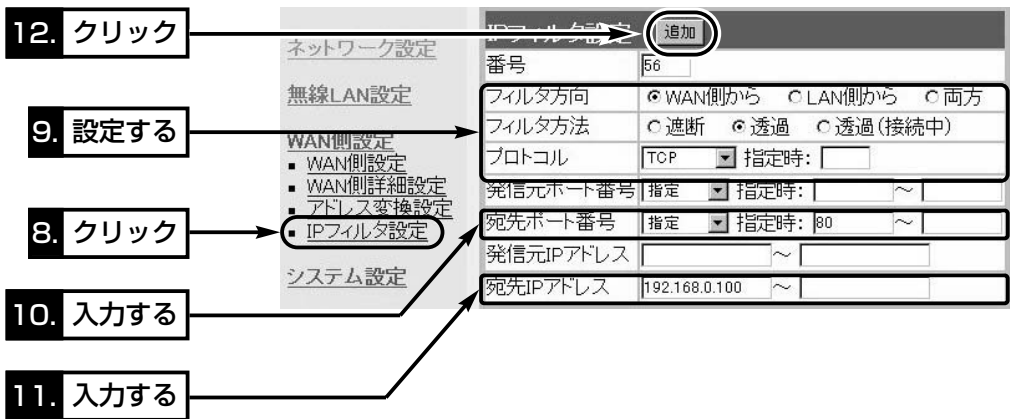 12. クリック
9. 設定する
8. クリック
10. 入力する
11. 入力する
ネットワーク設定
無線LAN設定
WAN側設定
▪ WAN側設定
▪ WAN側詳細設定
▪ アドレス変換設定
▪ IPフィルタ設定
システム設定
IPフィルタ設定 追加
番号 56
フィルタ方向 WAN側から LAN側から 両方
フィルタ方法 遮断 透過 透過(接続中)
プロトコル TCP 指定時:
発信元ポート番号 指定 指定時: ～
宛先ポート番号 指定 指定時: 80 ～
発信元IPアドレス ～
宛先IPアドレス 192.168.0.100 ～